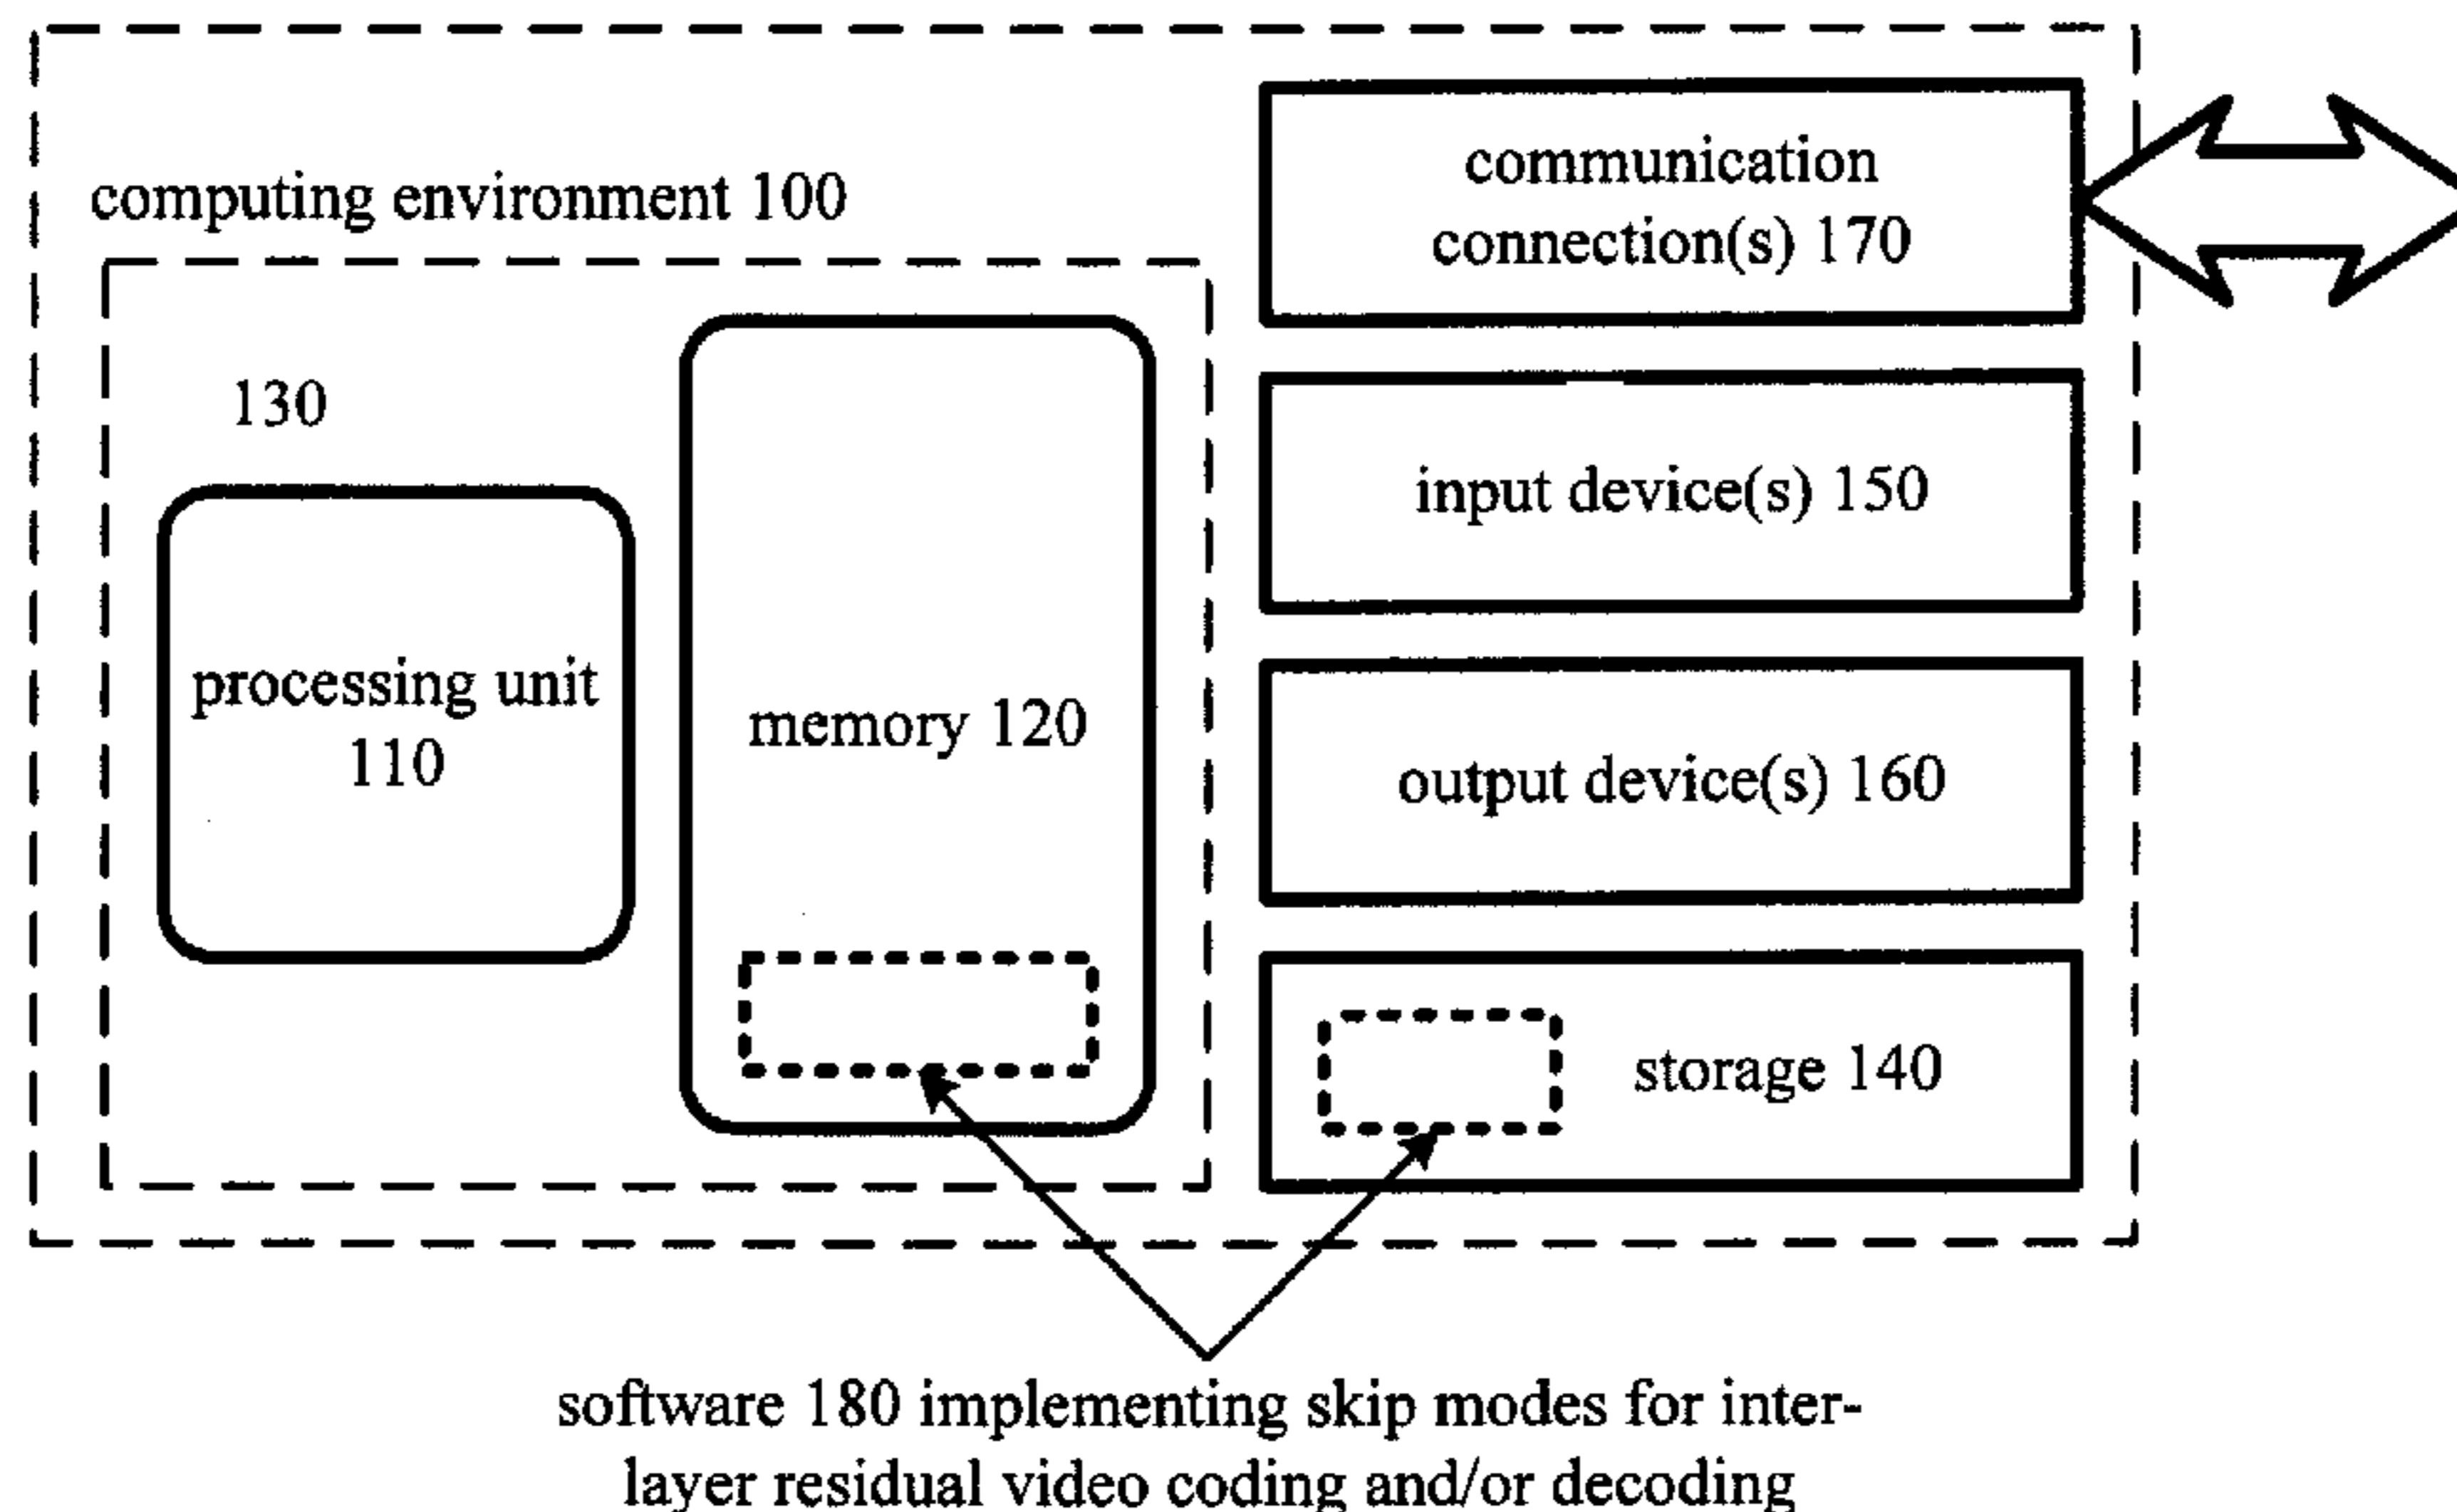 computing environment 100
130
processing unit
110
memory 120
communication
connection(s) 170
input device(s) 150
output device(s) 160
storage 140
software 180 implementing skip modes for inter-
layer residual video coding and/or decoding